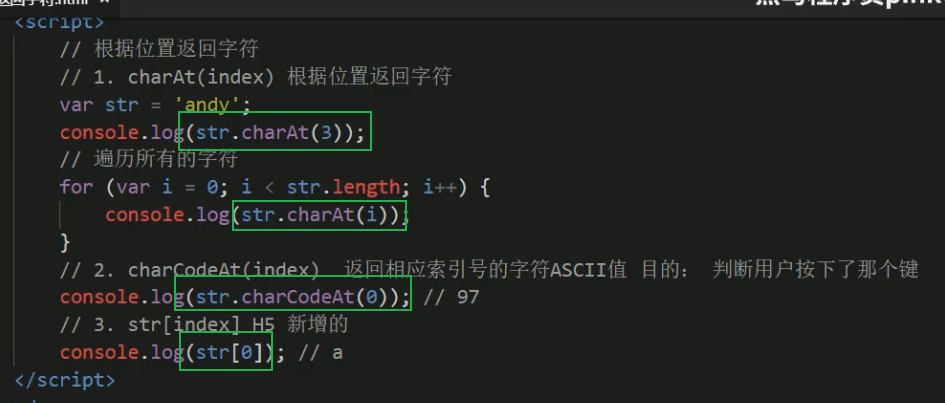 <script>
// 根据位置返回字符
// 1. charAt(index) 根据位置返回字符
var str = 'andy';
console.log(str.charAt(3));
// 遍历所有的字符
for (var i = 0; i < str.length; i++) {
console.log(str.charAt(i));
}
// 2. charCodeAt(index) 返回相应索引号的字符ASCII值 目的： 判断用户按下了那个键
console.log(str.charCodeAt(0)); // 97
// 3. str[index] H5 新增的
console.log(str[0]); // a
</script>